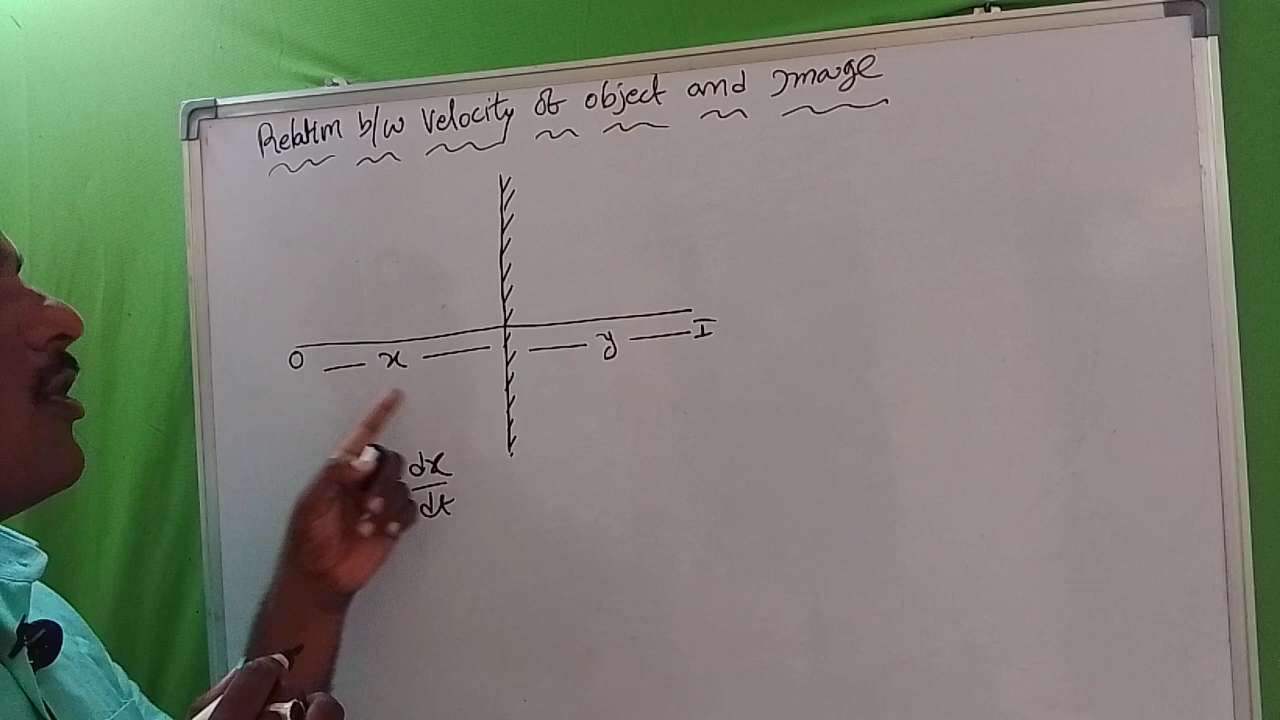 Relation b/w velocity of object and Image
O — x — — y — I
dx
dt